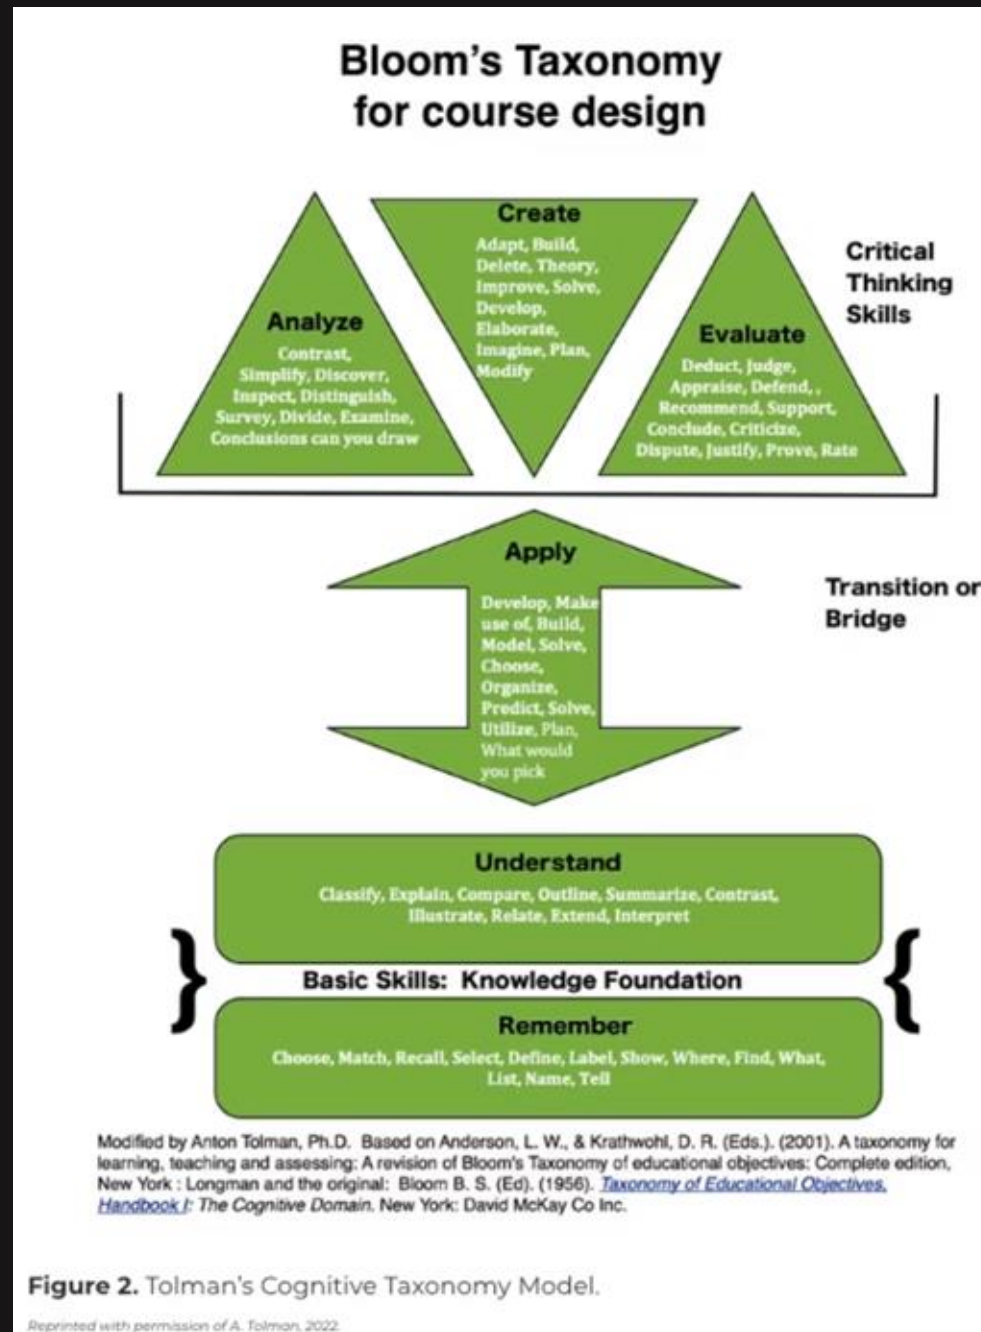 Bloom's Taxonomy
for course design
Create
Adapt, Build,
Delete, Theory,
Improve, Solve,
Develop,
Elaborate,
Imagine, Plan,
Modify
Critical
Thinking
Skills
Analyze
Contrast,
Simplify, Discover,
Inspect, Distinguish,
Survey, Divide, Examine,
Conclusions can you draw
Evaluate
Deduct, Judge,
Appraise, Defend, ,
Recommend, Support,
Conclude, Criticize,
Dispute, Justify, Prove, Rate
Apply
Develop, Make
use of, Build,
Model, Solve,
Choose,
Organize,
Predict, Solve,
Utilize, Plan,
What would
you pick
Transition or
Bridge
Understand
Classify, Explain, Compare, Outline, Summarize, Contrast,
Illustrate, Relate, Extend, Interpret
} Basic Skills: Knowledge Foundation {
Remember
Choose, Match, Recall, Select, Define, Label, Show, Where, Find, What,
List, Name, Tell
Modified by Anton Tolman, Ph.D. Based on Anderson, L. W., & Krathwohl, D. R. (Eds.). (2001). A taxonomy for
learning, teaching and assessing: A revision of Bloom's Taxonomy of educational objectives: Complete edition,
New York : Longman and the original: Bloom B. S. (Ed). (1956). Taxonomy of Educational Objectives,
Handbook I: The Cognitive Domain. New York: David McKay Co Inc.
Figure 2. Tolman's Cognitive Taxonomy Model.
Reprinted with permission of A. Tolman, 2022.